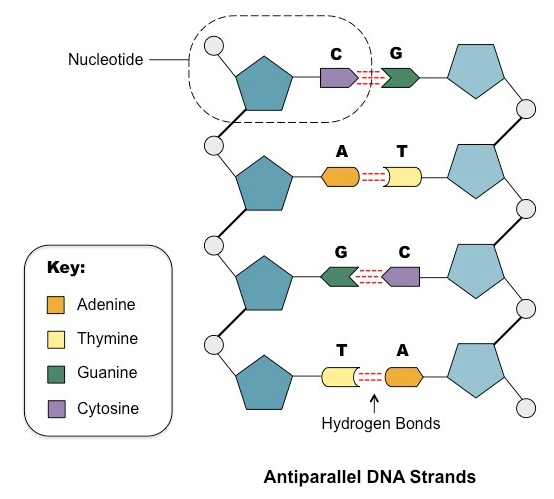 C G
Nucleotide
A T
G C
Key:
Adenine
Thymine
Guanine
Cytosine
T A
Hydrogen Bonds
Antiparallel DNA Strands